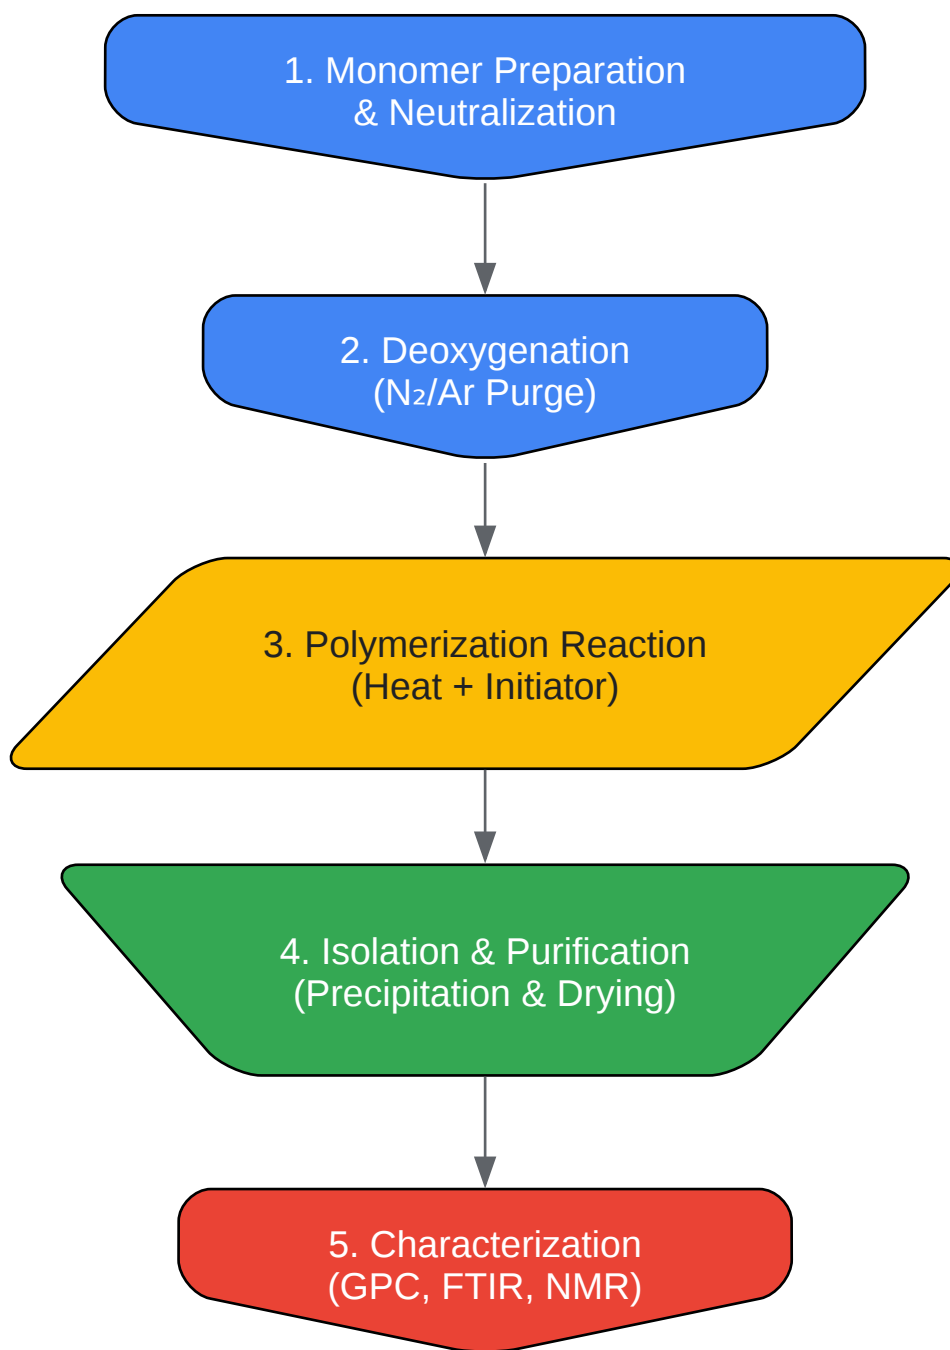 1. Monomer Preparation
& Neutralization
2. Deoxygenation
(N₂/Ar Purge)
3. Polymerization Reaction
(Heat + Initiator)
4. Isolation & Purification
(Precipitation & Drying)
5. Characterization
(GPC, FTIR, NMR)